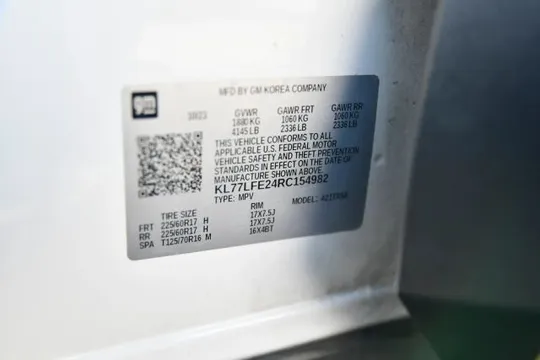 gm
MFD BY GM KOREA COMPANY
10/23 GVWR GAWR FRT GAWR RR
1880 KG 1060 KG 1060 KG
4145 LB 2336 LB 2336 LB
THIS VEHICLE CONFORMS TO ALL
APPLICABLE U.S. FEDERAL MOTOR
VEHICLE SAFETY AND THEFT PREVENTION
STANDARDS IN EFFECT ON THE DATE OF
MANUFACTURE SHOWN ABOVE.
KL77LFE24RC154982
TYPE: MPV MODEL:
TIRE SIZE RIM
FRT 225/60R17 H 17X7.5J
RR 225/60R17 H 17X7.5J
SPA T125/70R16 M 16X4BT